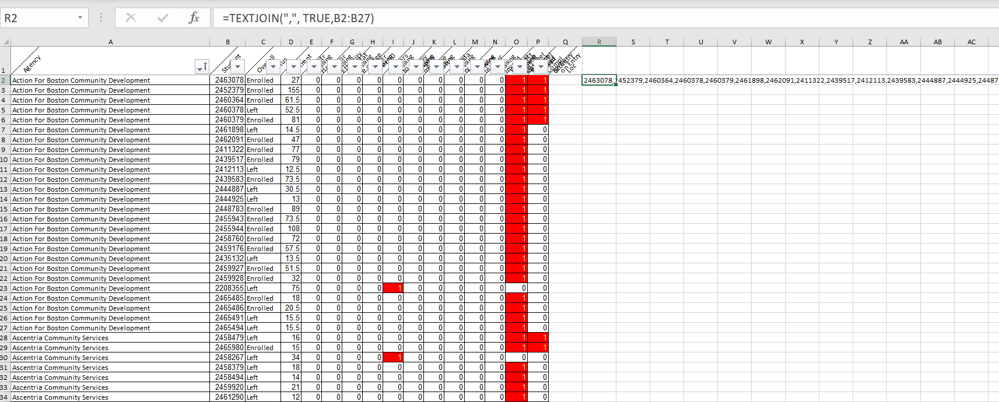 R2 fx =TEXTJOIN(",", TRUE,B2:B27)
A B C D E F G H I J K L M N O P Q R S T U V W X Y Z AA AB AC
1 Agency
2 Action For Boston Community Development 2463078 Enrolled 27 0 0 0 0 0 0 0 0 0 0 1 1 2463078,2452379,2460364,2460378,2460379,2461898,2462091,2411322,2439517,2412113,2439583,2444887,2444925,24487
3 Action For Boston Community Development 2452379 Enrolled 155 0 0 0 0 0 0 0 0 0 0 1 1
4 Action For Boston Community Development 2460364 Enrolled 61.5 0 0 0 0 0 0 0 0 0 0 1 1
5 Action For Boston Community Development 2460378 Left 52.5 0 0 0 0 0 0 0 0 0 0 1 1
6 Action For Boston Community Development 2460379 Enrolled 81 0 0 0 0 0 0 0 0 0 0 1 1
7 Action For Boston Community Development 2461898 Left 14.5 0 0 0 0 0 0 0 0 0 0 1 0
8 Action For Boston Community Development 2462091 Enrolled 47 0 0 0 0 0 0 0 0 0 0 1 0
9 Action For Boston Community Development 2411322 Enrolled 77 0 0 0 0 0 0 0 0 0 0 1 0
10 Action For Boston Community Development 2439517 Enrolled 79 0 0 0 0 0 0 0 0 0 0 1 0
11 Action For Boston Community Development 2412113 Left 12.5 0 0 0 0 0 0 0 0 0 0 1 0
12 Action For Boston Community Development 2439583 Enrolled 73.5 0 0 0 0 0 0 0 0 0 0 1 0
13 Action For Boston Community Development 2444887 Left 30.5 0 0 0 0 0 0 0 0 0 0 1 0
14 Action For Boston Community Development 2444925 Left 13 0 0 0 0 0 0 0 0 0 0 1 0
15 Action For Boston Community Development 2448783 Enrolled 89 0 0 0 0 0 0 0 0 0 0 1 0
16 Action For Boston Community Development 2455943 Enrolled 73.5 0 0 0 0 0 0 0 0 0 0 1 0
17 Action For Boston Community Development 2455944 Enrolled 108 0 0 0 0 0 0 0 0 0 0 1 0
18 Action For Boston Community Development 2458760 Enrolled 72 0 0 0 0 0 0 0 0 0 0 1 0
19 Action For Boston Community Development 2459176 Enrolled 57.5 0 0 0 0 0 0 0 0 0 0 1 0
20 Action For Boston Community Development 2435132 Left 13.5 0 0 0 0 0 0 0 0 0 0 1 0
21 Action For Boston Community Development 2459927 Enrolled 51.5 0 0 0 0 0 0 0 0 0 0 1 0
22 Action For Boston Community Development 2459928 Enrolled 32 0 0 0 0 0 0 0 0 0 0 1 0
23 Action For Boston Community Development 2208355 Left 75 0 0 0 0 1 0 0 0 0 0 0 0
24 Action For Boston Community Development 2465485 Enrolled 18 0 0 0 0 0 0 0 0 0 0 1 0
25 Action For Boston Community Development 2465486 Enrolled 20.5 0 0 0 0 0 0 0 0 0 0 1 0
26 Action For Boston Community Development 2465491 Left 15.5 0 0 0 0 0 0 0 0 0 0 1 0
27 Action For Boston Community Development 2465494 Left 15.5 0 0 0 0 0 0 0 0 0 0 1 0
28 Ascentria Community Services 2458479 Left 16 0 0 0 0 0 0 0 0 0 0 1 1
29 Ascentria Community Services 2465980 Enrolled 15 0 0 0 0 0 0 0 0 0 0 1 1
30 Ascentria Community Services 2458267 Left 34 0 0 0 0 1 0 0 0 0 0 0 0
31 Ascentria Community Services 2458379 Left 18 0 0 0 0 0 0 0 0 0 0 1 0
32 Ascentria Community Services 2458494 Left 14 0 0 0 0 0 0 0 0 0 0 1 0
33 Ascentria Community Services 2459920 Left 21 0 0 0 0 0 0 0 0 0 0 1 0
34 Ascentria Community Services 2461290 Left 12 0 0 0 0 0 0 0 0 0 0 1 0